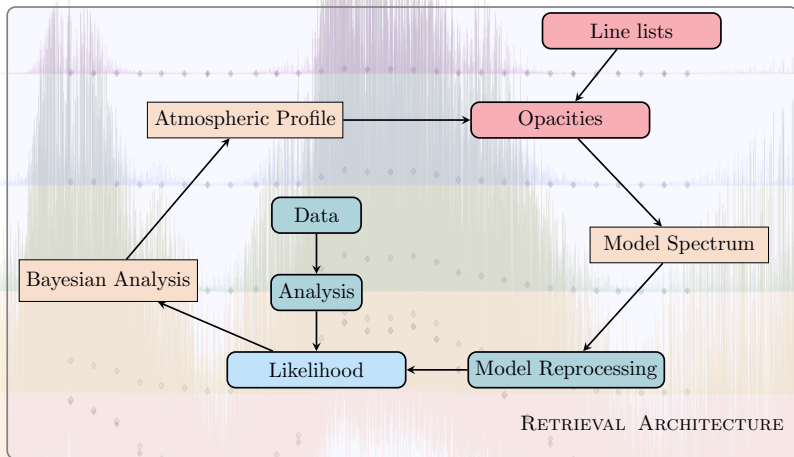 Line lists
Atmospheric Profile
Opacities
Data
Model Spectrum
Bayesian Analysis
Analysis
Likelihood
Model Reprocessing
Retrieval Architecture